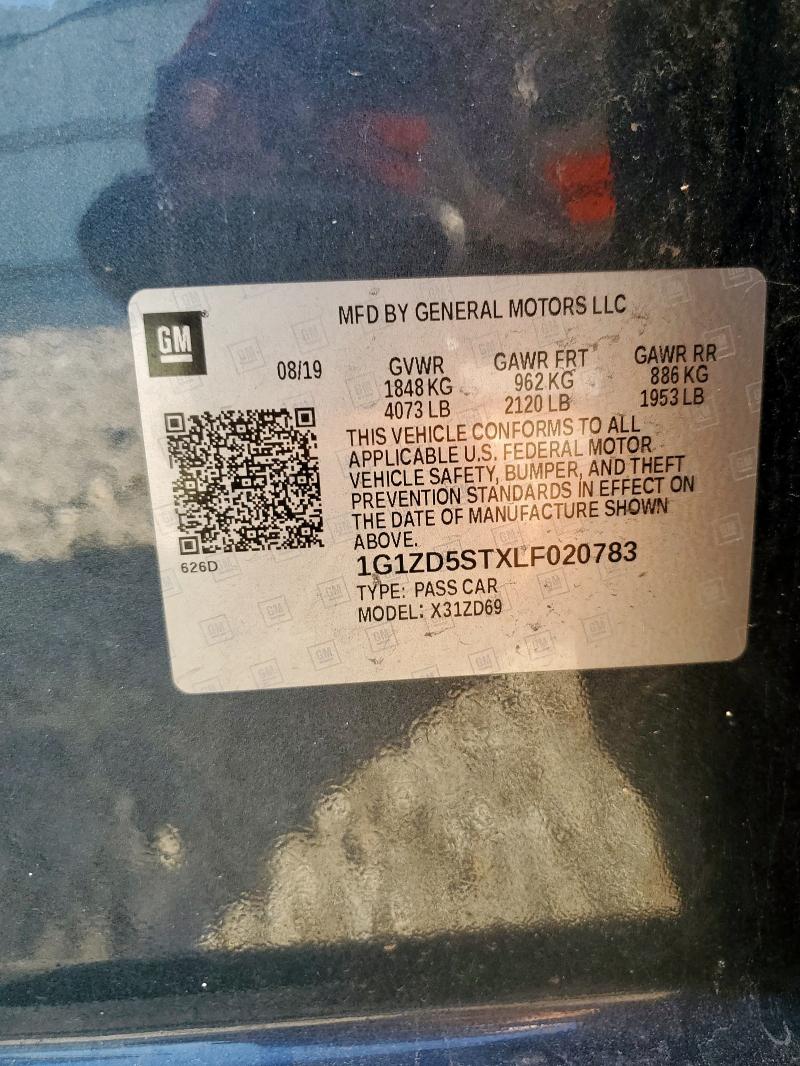 MFD BY GENERAL MOTORS LLC
GM®
08/19
GVWR
1848 KG
4073 LB
GAWR FRT
962 KG
2120 LB
GAWR RR
886 KG
1953 LB
THIS VEHICLE CONFORMS TO ALL
APPLICABLE U.S. FEDERAL MOTOR
VEHICLE SAFETY, BUMPER, AND THEFT
PREVENTION STANDARDS IN EFFECT ON
THE DATE OF MANUFACTURE SHOWN
ABOVE.
626D
1G1ZD5STXLF020783
TYPE: PASS CAR
MODEL: X31ZD69